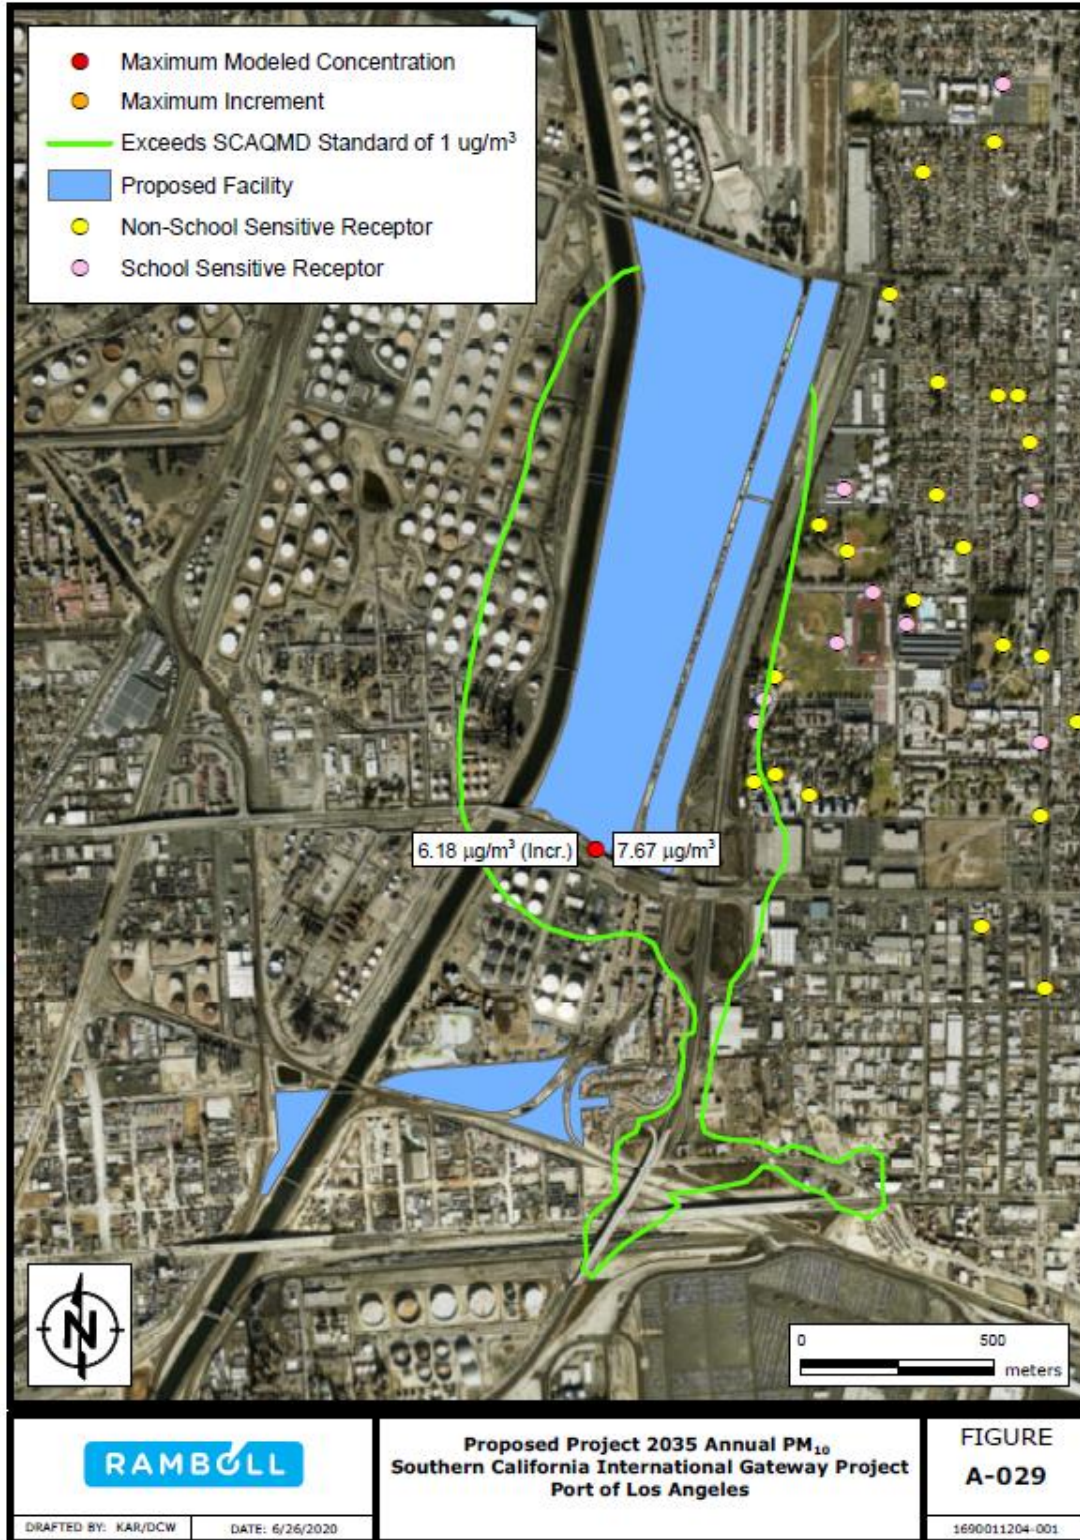 Maximum Modeled Concentration
Maximum Increment
Exceeds SCAQMD Standard of 1 ug/m³
Proposed Facility
Non-School Sensitive Receptor
School Sensitive Receptor
6.18 µg/m³ (Incr.)
7.67 µg/m³
N
0 500
meters
RAMBOLL
DRAFTED BY: KAR/DCW
DATE: 6/26/2020
Proposed Project 2035 Annual PM₁₀
Southern California International Gateway Project
Port of Los Angeles
FIGURE
A-029
1690011204-001